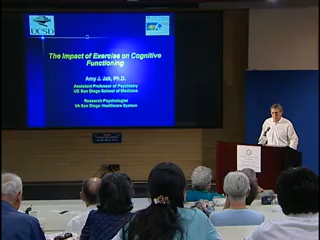 UCSD
The Impact of Exercise on Cognitive
Functioning
Amy J. Jak, Ph.D.
Assistant Professor of Psychiatry
UC San Diego School of Medicine
Research Psychologist
VA San Diego Healthcare System